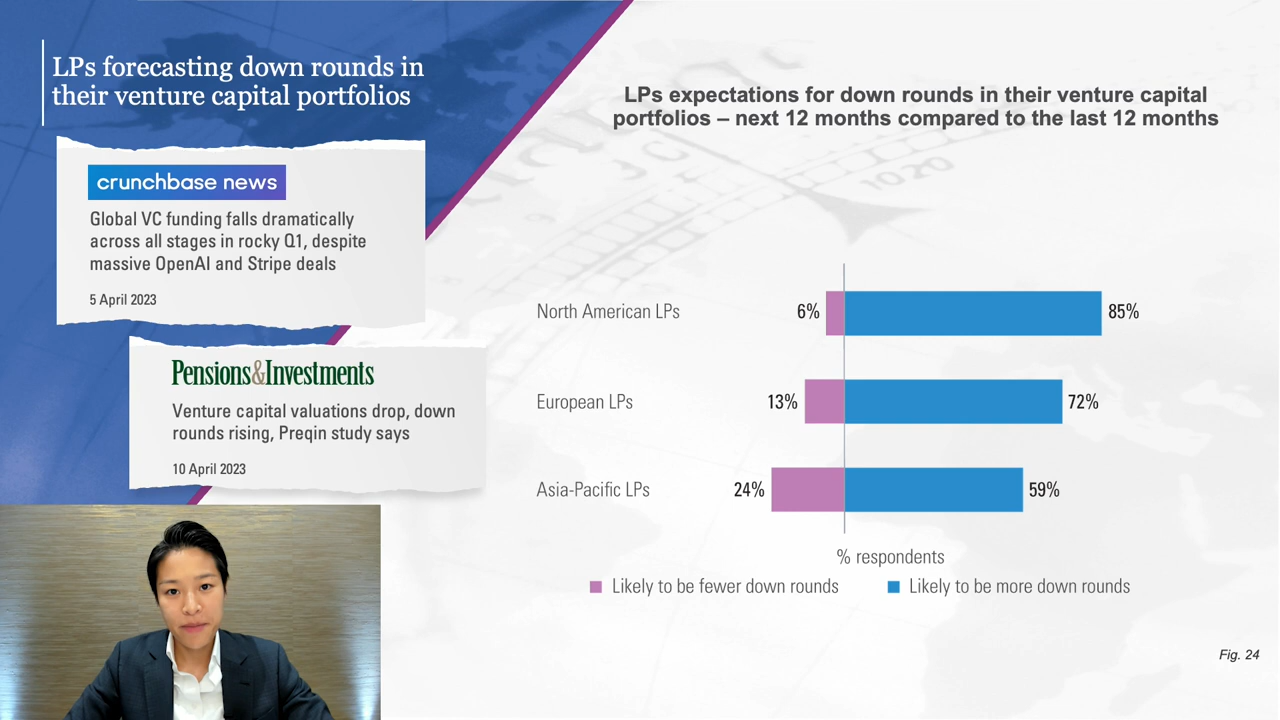 LPs forecasting down rounds in
their venture capital portfolios
crunchbase news
Global VC funding falls dramatically
across all stages in rocky Q1, despite
massive OpenAI and Stripe deals
5 April 2023
Pensions&Investments
Venture capital valuations drop, down
rounds rising, Preqin study says
10 April 2023
LPs expectations for down rounds in their venture capital
portfolios – next 12 months compared to the last 12 months
1020
North American LPs 6% 85%
European LPs 13% 72%
Asia-Pacific LPs 24% 59%
% respondents
Likely to be fewer down rounds Likely to be more down rounds
Fig. 24